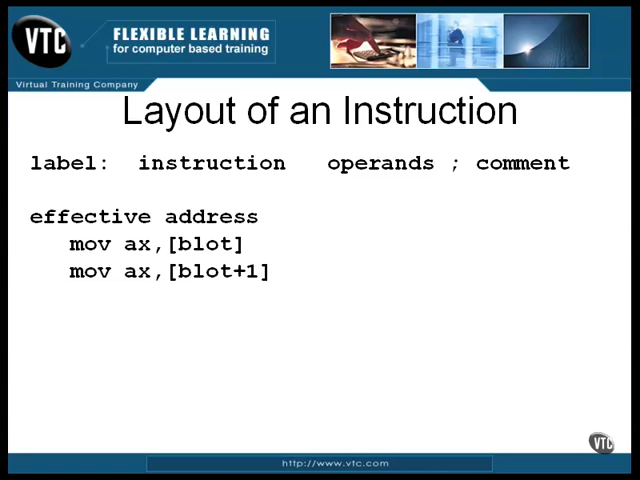 VTC
FLEXIBLE LEARNING
for computer based training
Virtual Training Company
Layout of an Instruction
label: instruction operands ; comment
effective address
mov ax,[blot]
mov ax,[blot+1]
VTC
http://www.vtc.com